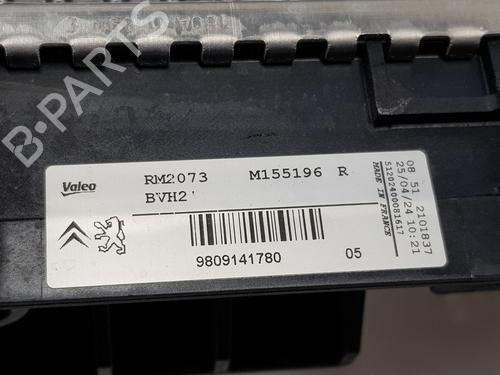 B-PARTS
Valeo
RM2073 M155196 R
BVH2'
9809141780 05
08 51 2101837
25/04/24 10:21
51202400081617
MADE IN FRANCE